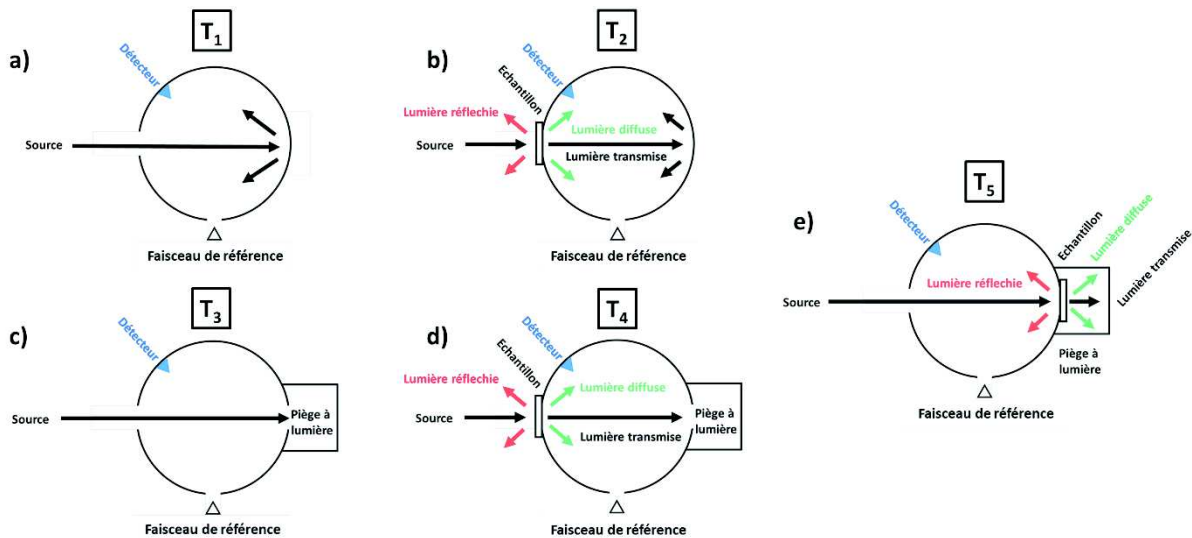 T1
a)
Détecteur
Source
Faisceau de référence
T2
b)
Echantillon
Détecteur
Lumière réflechie
Lumière diffuse
Source
Lumière transmise
Faisceau de référence
T3
c)
Détecteur
Source
Piège à
lumière
Faisceau de référence
T4
d)
Echantillon
Détecteur
Lumière réflechie
Lumière diffuse
Source
Lumière transmise
Piège à
lumière
Faisceau de référence
T5
e)
Détecteur
Echantillon
Lumière diffuse
Lumière transmise
Lumière réflechie
Source
Piège à
lumière
Faisceau de référence